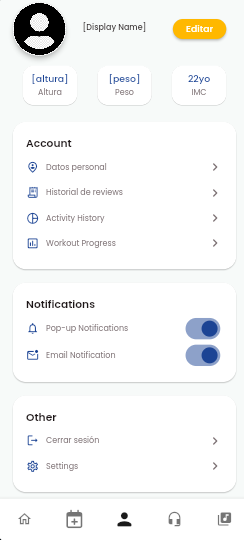 [Display Name]
Editar
[altura]
Altura
[peso]
Peso
22yo
IMC
Account
Datos personal
Historial de reviews
Activity History
Workout Progress
Notifications
Pop-up Notifications
Email Notification
Other
Cerrar sesión
Settings